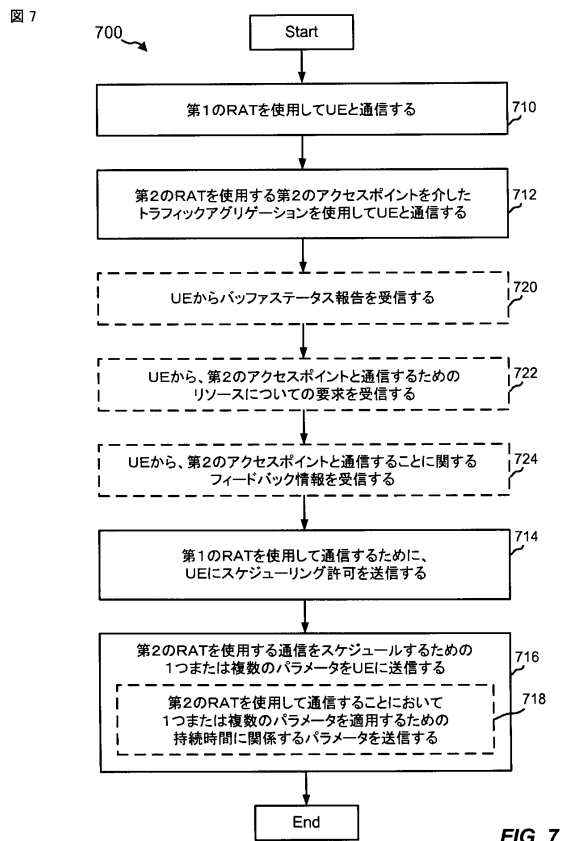 図 7
700
Start
第1のRATを使用してUEと通信する
710
第2のRATを使用する第2のアクセスポイントを介した
トラフィックアグリゲーションを使用してUEと通信する
712
UEからバッファステータス報告を受信する
720
UEから、第2のアクセスポイントと通信するための
リソースについての要求を受信する
722
UEから、第2のアクセスポイントと通信することに関する
フィードバック情報を受信する
724
第1のRATを使用して通信するために、
UEにスケジューリング許可を送信する
714
第2のRATを使用する通信をスケジュールするための
1つまたは複数のパラメータをUEに送信する
716
第2のRATを使用して通信することにおいて
1つまたは複数のパラメータを適用するための
持続時間に関係するパラメータを送信する
718
End
FIG. 7